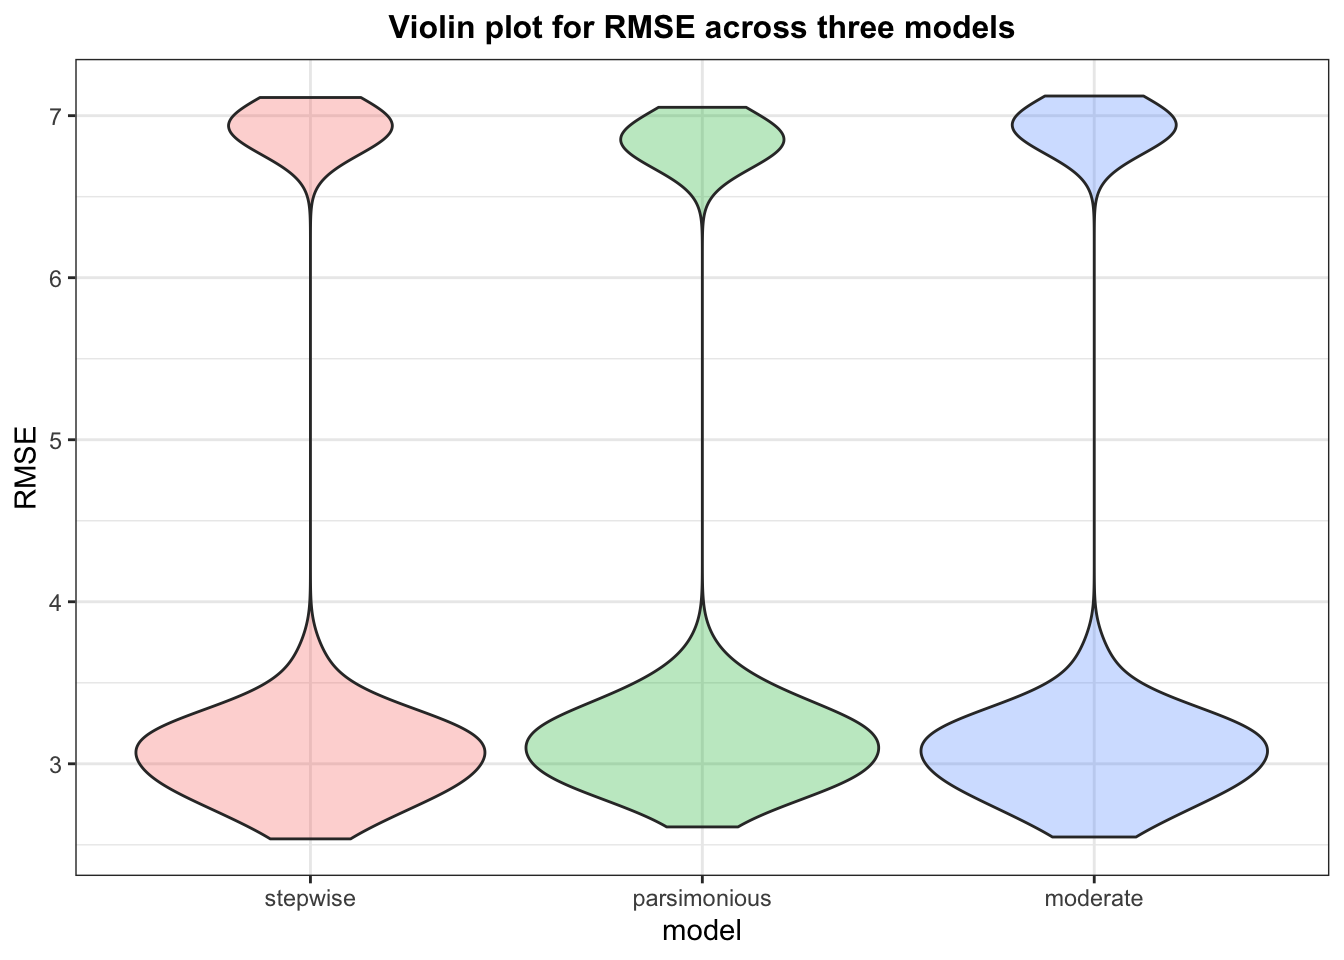 Violin plot for RMSE across three models
RMSE
7
6
5
4
3
stepwise
parsimonious
moderate
model